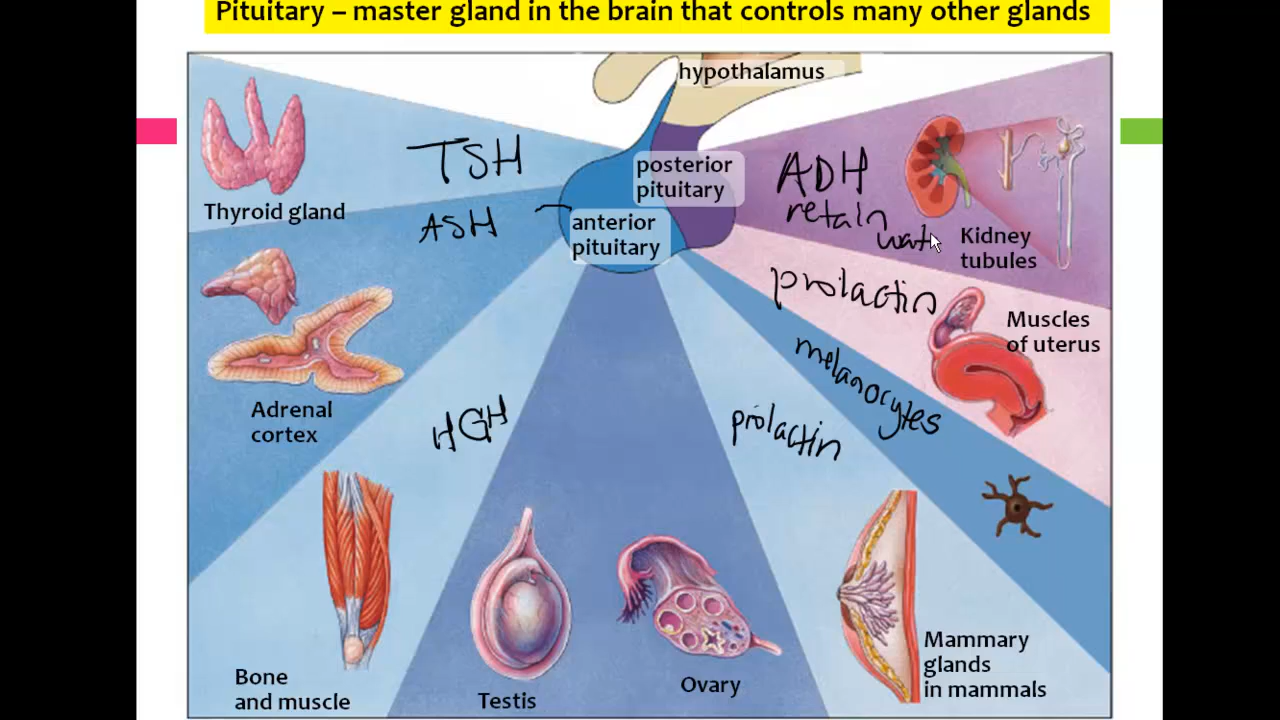 Pituitary – master gland in the brain that controls many other glands
hypothalamus
posterior
pituitary
anterior
pituitary
TSH
Thyroid gland
ASH
Adrenal
cortex
HGH
Bone
and muscle
Testis
Ovary
prolactin
Mammary
glands
in mammals
melanocytes
prolactin
Muscles
of uterus
ADH
retain
wat
Kidney
tubules